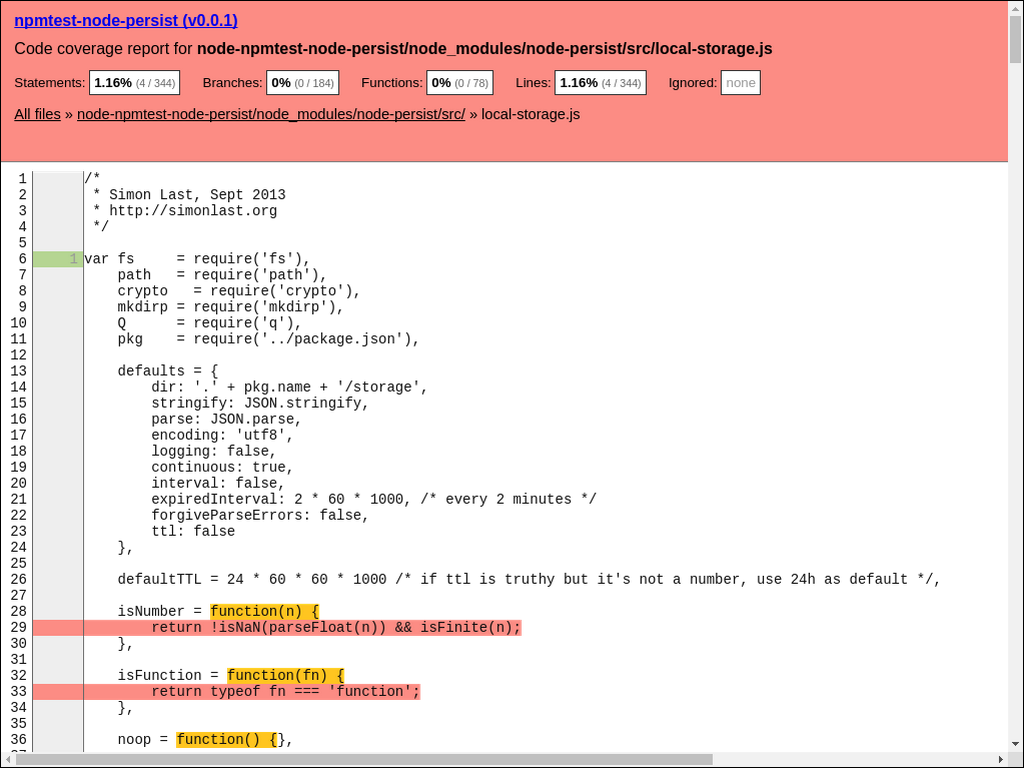 npmtest-node-persist (v0.0.1)
Code coverage report for node-npmtest-node-persist/node_modules/node-persist/src/local-storage.js
Statements: 1.16% (4 / 344) Branches: 0% (0 / 184) Functions: 0% (0 / 78) Lines: 1.16% (4 / 344) Ignored: none
All files » node-npmtest-node-persist/node_modules/node-persist/src/ » local-storage.js
1 /*
2  * Simon Last, Sept 2013
3  * http://simonlast.org
4  */
5
6 1 var fs     = require('fs'),
7     path   = require('path'),
8     crypto   = require('crypto'),
9     mkdirp = require('mkdirp'),
10     Q      = require('q'),
11     pkg    = require('../package.json'),
12
13     defaults = {
14         dir: '.' + pkg.name + '/storage',
15         stringify: JSON.stringify,
16         parse: JSON.parse,
17         encoding: 'utf8',
18         logging: false,
19         continuous: true,
20         interval: false,
21         expiredInterval: 2 * 60 * 1000, /* every 2 minutes */
22         forgiveParseErrors: false,
23         ttl: false
24     },
25
26     defaultTTL = 24 * 60 * 60 * 1000 /* if ttl is truthy but it's not a number, use 24h as default */,
27
28     isNumber = function(n) {
29         return !isNaN(parseFloat(n)) && isFinite(n);
30     },
31
32     isFunction = function(fn) {
33         return typeof fn === 'function';
34     },
35
36     noop = function() {},